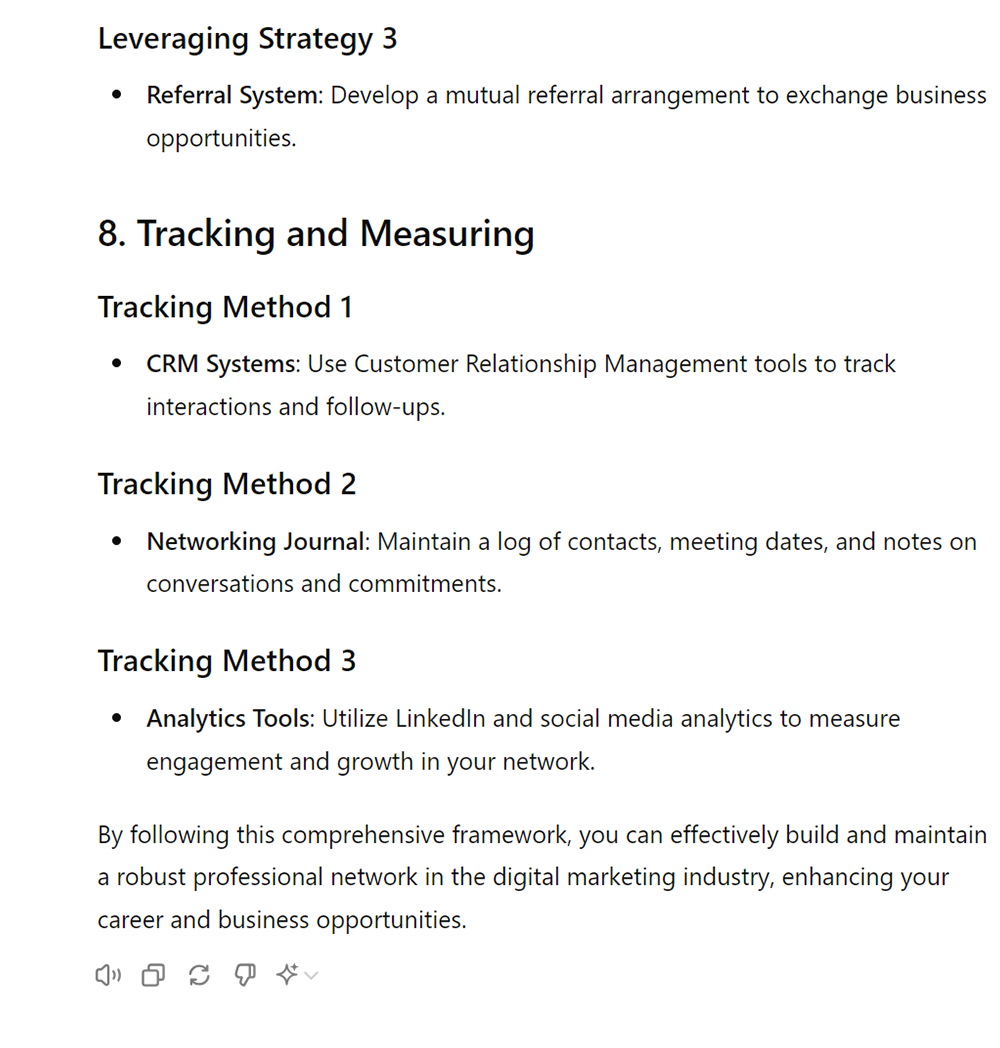 Leveraging Strategy 3
• Referral System: Develop a mutual referral arrangement to exchange business
opportunities.
8. Tracking and Measuring
Tracking Method 1
• CRM Systems: Use Customer Relationship Management tools to track
interactions and follow-ups.
Tracking Method 2
• Networking Journal: Maintain a log of contacts, meeting dates, and notes on
conversations and commitments.
Tracking Method 3
• Analytics Tools: Utilize LinkedIn and social media analytics to measure
engagement and growth in your network.
By following this comprehensive framework, you can effectively build and maintain
a robust professional network in the digital marketing industry, enhancing your
career and business opportunities.